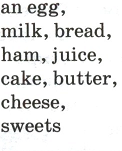 an egg,
milk, bread,
ham, juice,
cake, butter,
cheese,
sweets